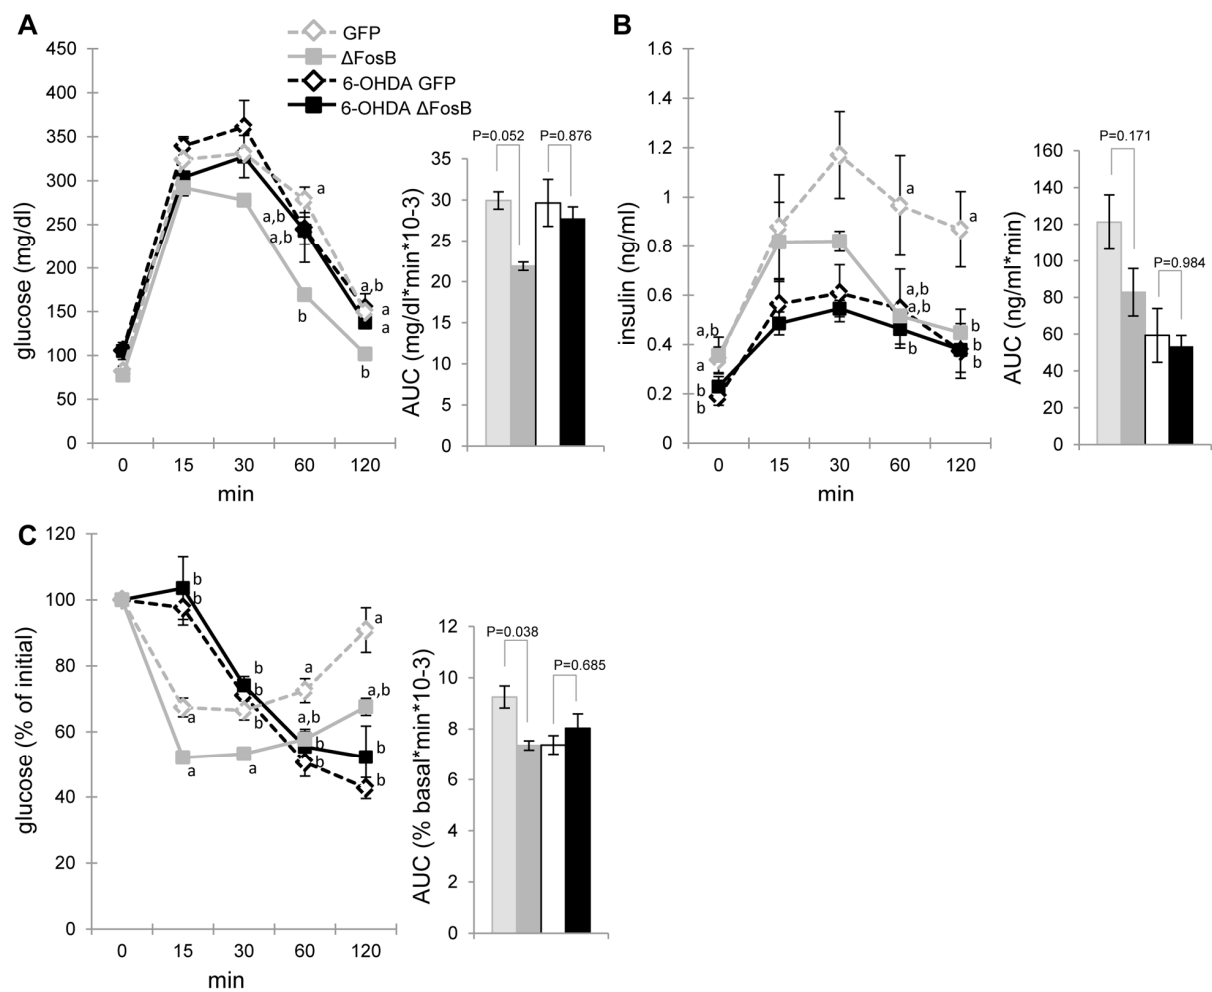 A
GFP
ΔFosB
6-OHDA GFP
6-OHDA ΔFosB
450
400
350
300
250
200
150
100
50
0
glucose (mg/dl)
a
a,b
a,b
b
a,b
a
a
b
0 15 30 60 120
min
P=0.052 P=0.876
35
30
25
20
15
10
5
0
AUC (mg/dl*min*10-3)
B
1.6
1.4
1.2
1
0.8
0.6
0.4
0.2
0
insulin (ng/ml)
a,b
a
b
b
a
a,b
a,b
b
a
b
b
b
0 15 30 60 120
min
P=0.171
P=0.984
160
140
120
100
80
60
40
20
0
AUC (ng/ml*min)
C
120
100
80
60
40
20
0
glucose (% of initial)
b
b
a
a
b
b
b
a
a
a,b
b
b
a
a,b
b
b
0 15 30 60 120
min
P=0.038
P=0.685
12
10
8
6
4
2
0
AUC (% basal*min*10-3)